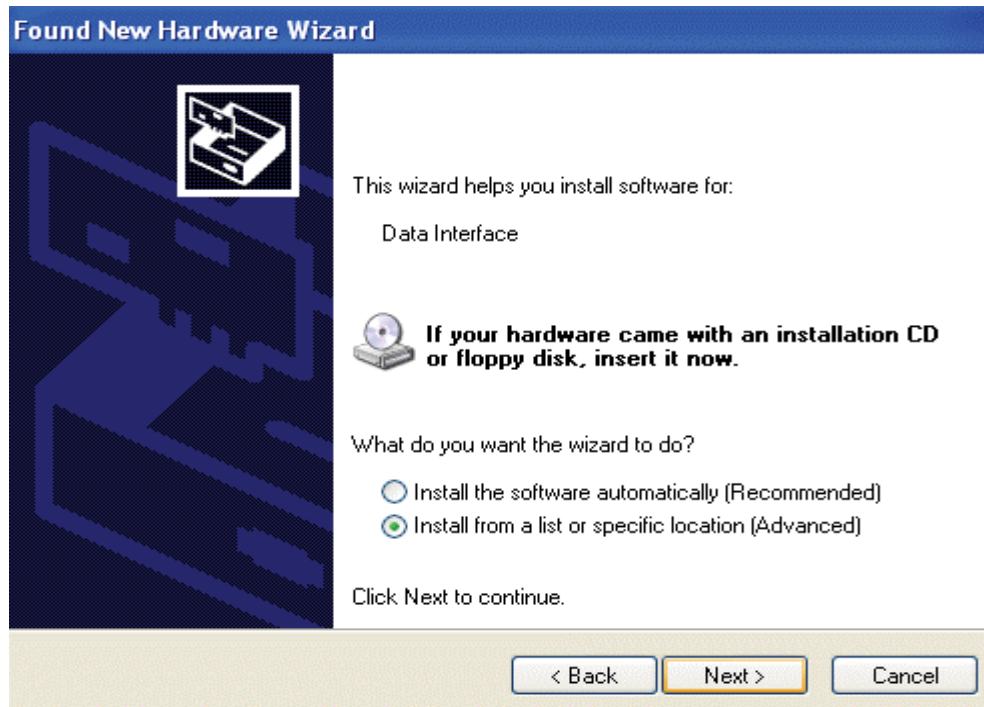 Found New Hardware Wizard
This wizard helps you install software for:
Data Interface
If your hardware came with an installation CD
or floppy disk, insert it now.
What do you want the wizard to do?
Install the software automatically (Recommended)
Install from a list or specific location (Advanced)
Click Next to continue.
< Back Next > Cancel